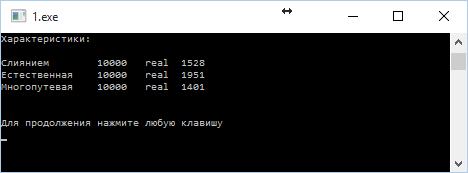 1.exe
Характеристики:
Слиянием 10000 real 1528
Естественная 10000 real 1951
Многопутевая 10000 real 1401
Для продолжения нажмите любую клавишу